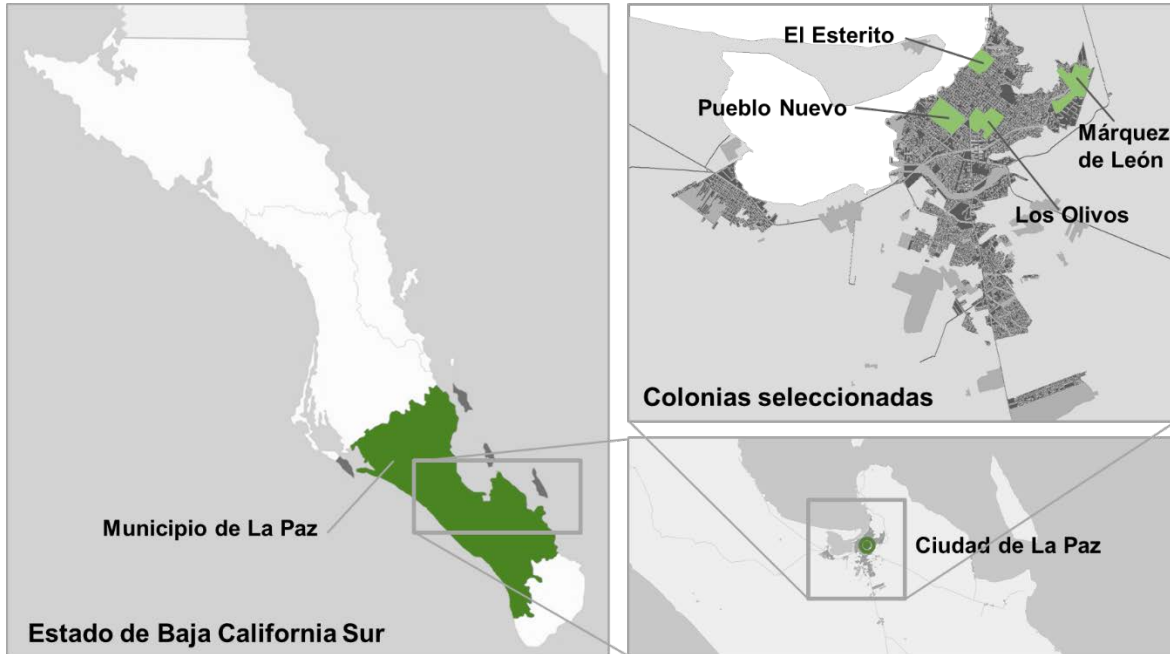 Municipio de La Paz
Estado de Baja California Sur
El Esterito
Pueblo Nuevo
Márquez
de León
Los Olivos
Colonias seleccionadas
Ciudad de La Paz